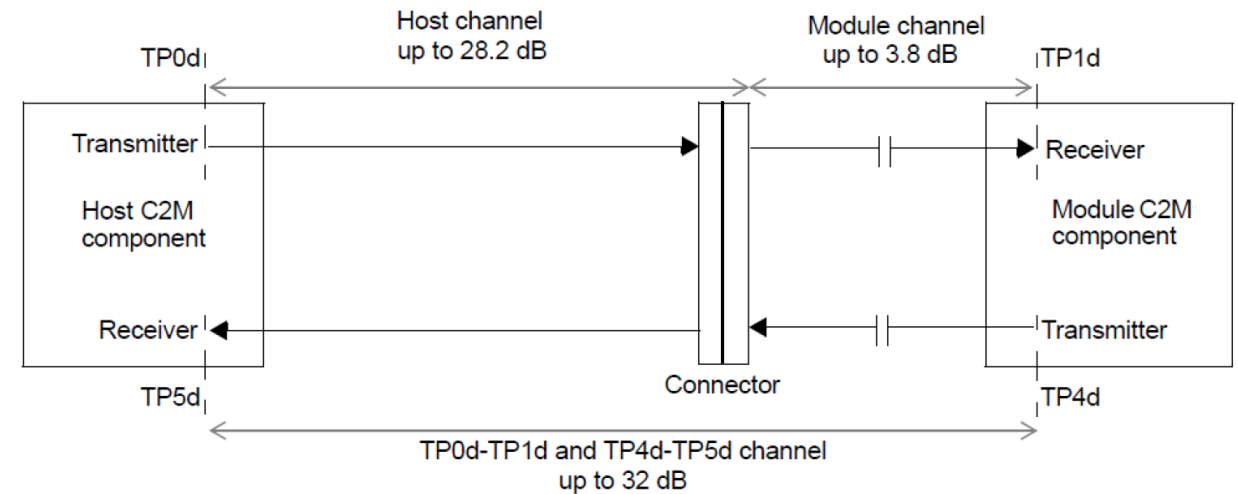 Host channel
up to 28.2 dB
Module channel
up to 3.8 dB
TP0d
TP1d
Transmitter
Receiver
Host C2M
component
Module C2M
component
Receiver
Transmitter
Connector
TP5d
TP4d
TP0d-TP1d and TP4d-TP5d channel
up to 32 dB